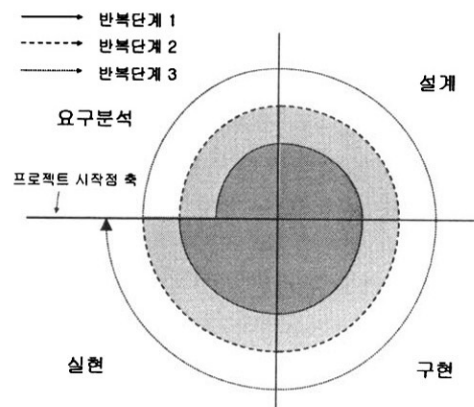 반복단계 1
반복단계 2
반복단계 3
설계
요구분석
프로젝트 시작점 축
실현
구현